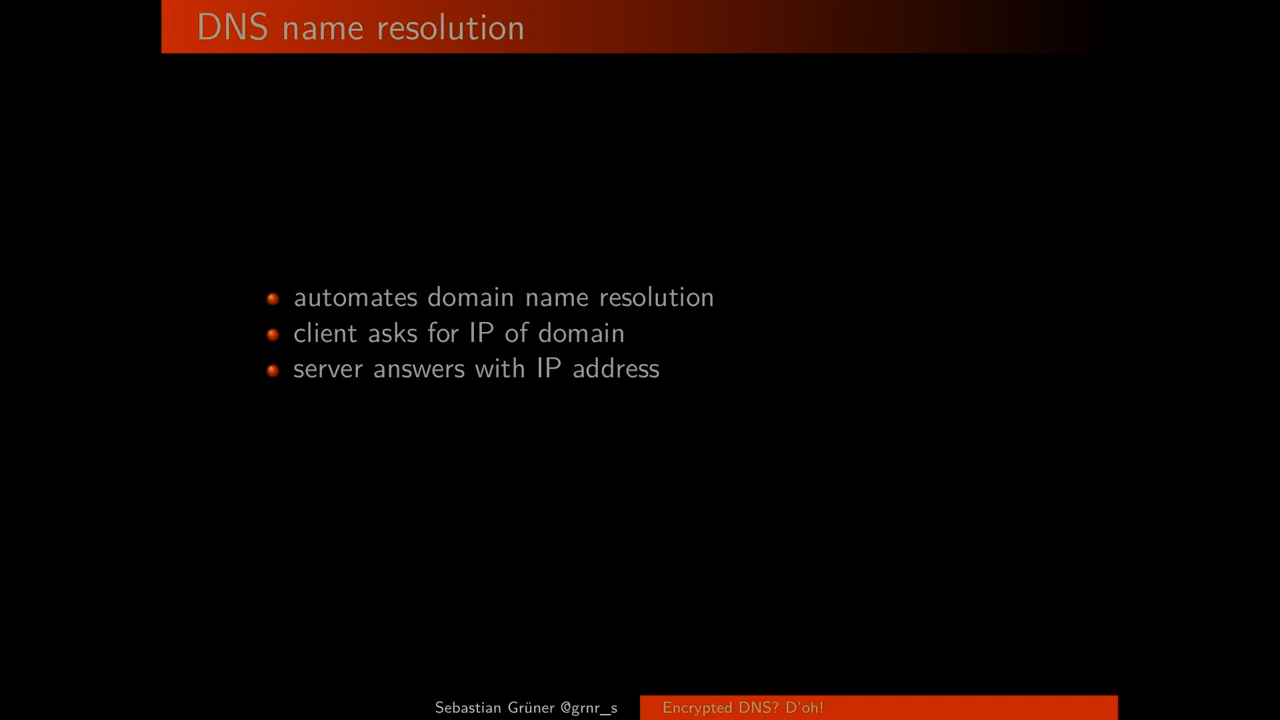 DNS name resolution
automates domain name resolution
client asks for IP of domain
server answers with IP address
Sebastian Grüner @grnr_s
Encrypted DNS? D'oh!